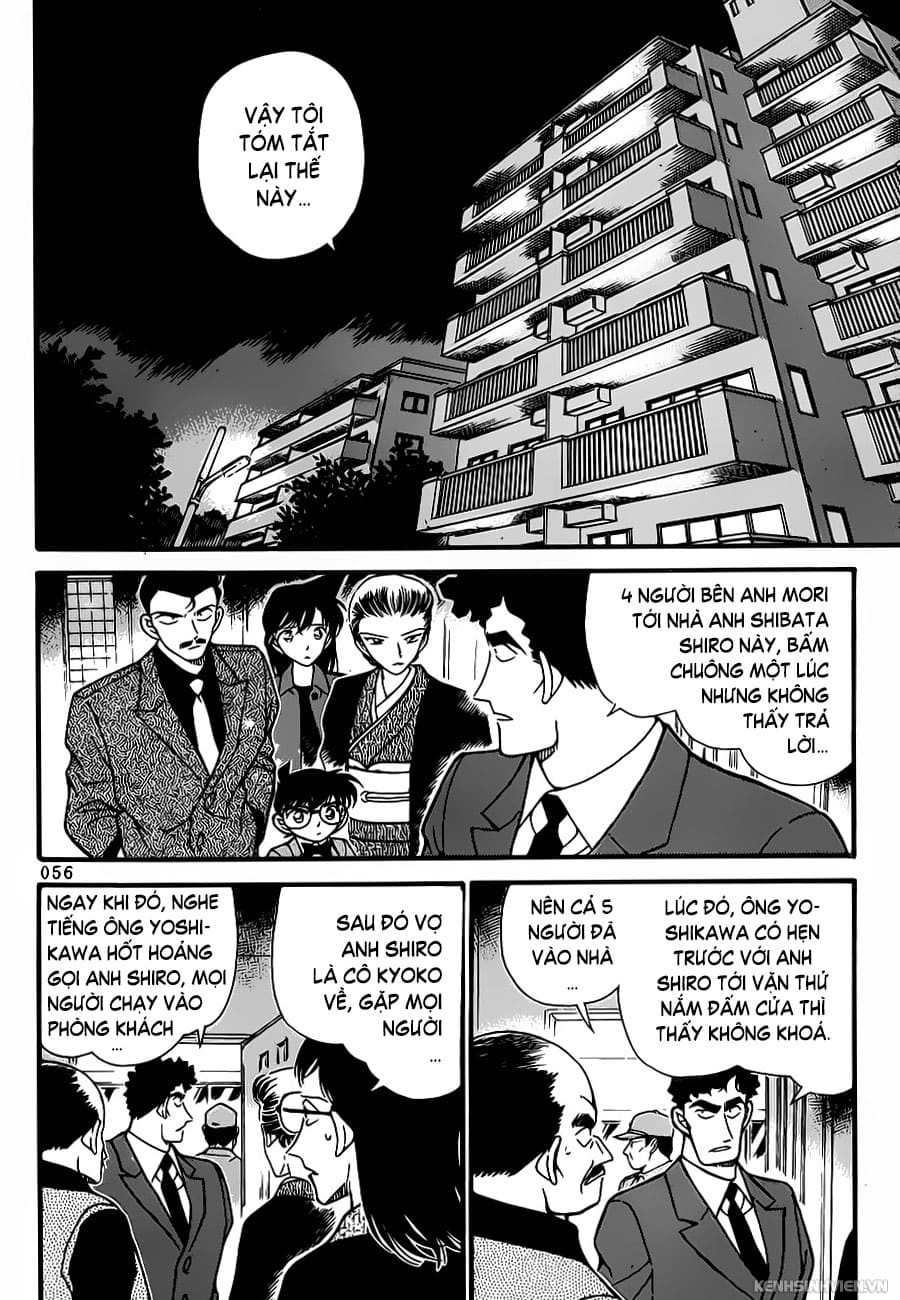 VẬY TÔI
TÓM TẮT
LẠI THẾ
NÀY...
4 NGƯỜI BÊN ANH MORI
TỚI NHÀ ANH SHIBATA
SHIRO NÀY, BẤM
CHUÔNG MỘT LÚC
NHƯNG KHÔNG
THẤY TRẢ
LỜI...
056
LÚC ĐÓ, ÔNG YO-
SHIKAWA CÓ HẸN
TRƯỚC VỚI ANH
SHIRO TỚI VẶN THỬ
NẮM ĐẤM CỬA THÌ
THẤY KHÔNG KHOÁ.
NÊN CẢ 5
NGƯỜI ĐÃ
VÀO NHÀ
...
SAU ĐÓ VỢ
ANH SHIRO
LÀ CÔ KYOKO
VỀ, GẶP MỌI
NGƯỜI
...
NGAY KHI ĐÓ, NGHE
TIẾNG ÔNG YOSHI-
KAWA HỐT HOẢNG
GỌI ANH SHIRO, MỌI
NGƯỜI CHẠY VÀO
PHÒNG KHÁCH
...
KENHSINHVIEN.VN